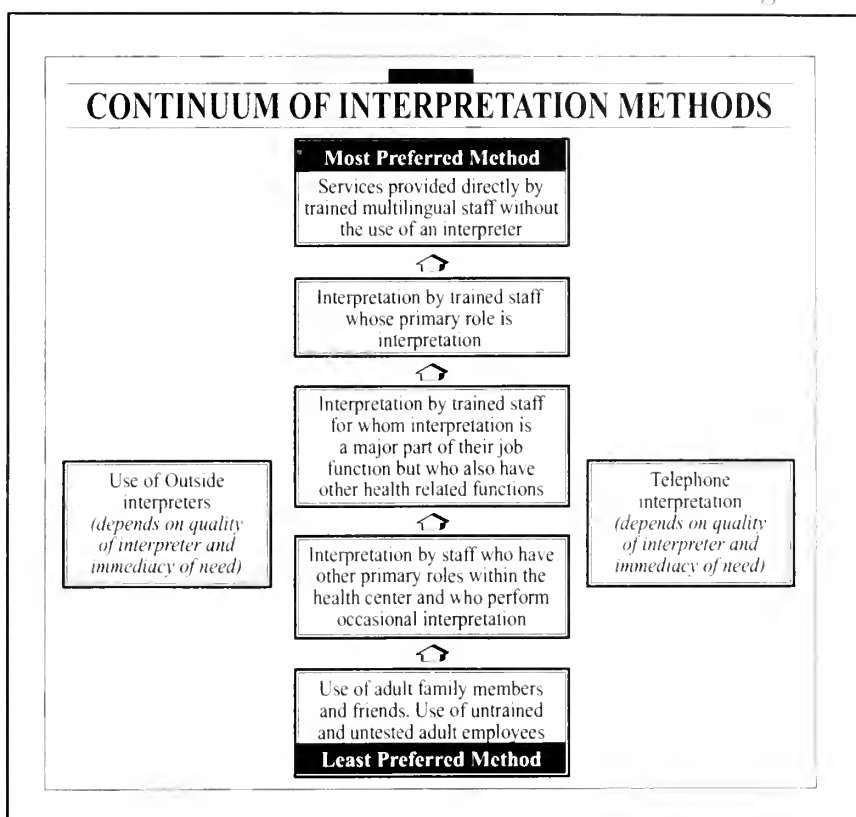 CONTINUUM OF INTERPRETATION METHODS
Most Preferred Method
Services provided directly by
trained multilingual staff without
the use of an interpreter
Interpretation by trained staff
whose primary role is
interpretation
Interpretation by trained staff
for whom interpretation is
a major part of their job
function but who also have
other health related functions
Use of Outside
interpreters
(depends on quality
of interpreter and
immediacy of need)
Telephone
interpretation
(depends on quality
of interpreter and
immediacy of need)
Interpretation by staff who have
other primary roles within the
health center and who perform
occasional interpretation
Use of adult family members
and friends. Use of untrained
and untested adult employees
Least Preferred Method